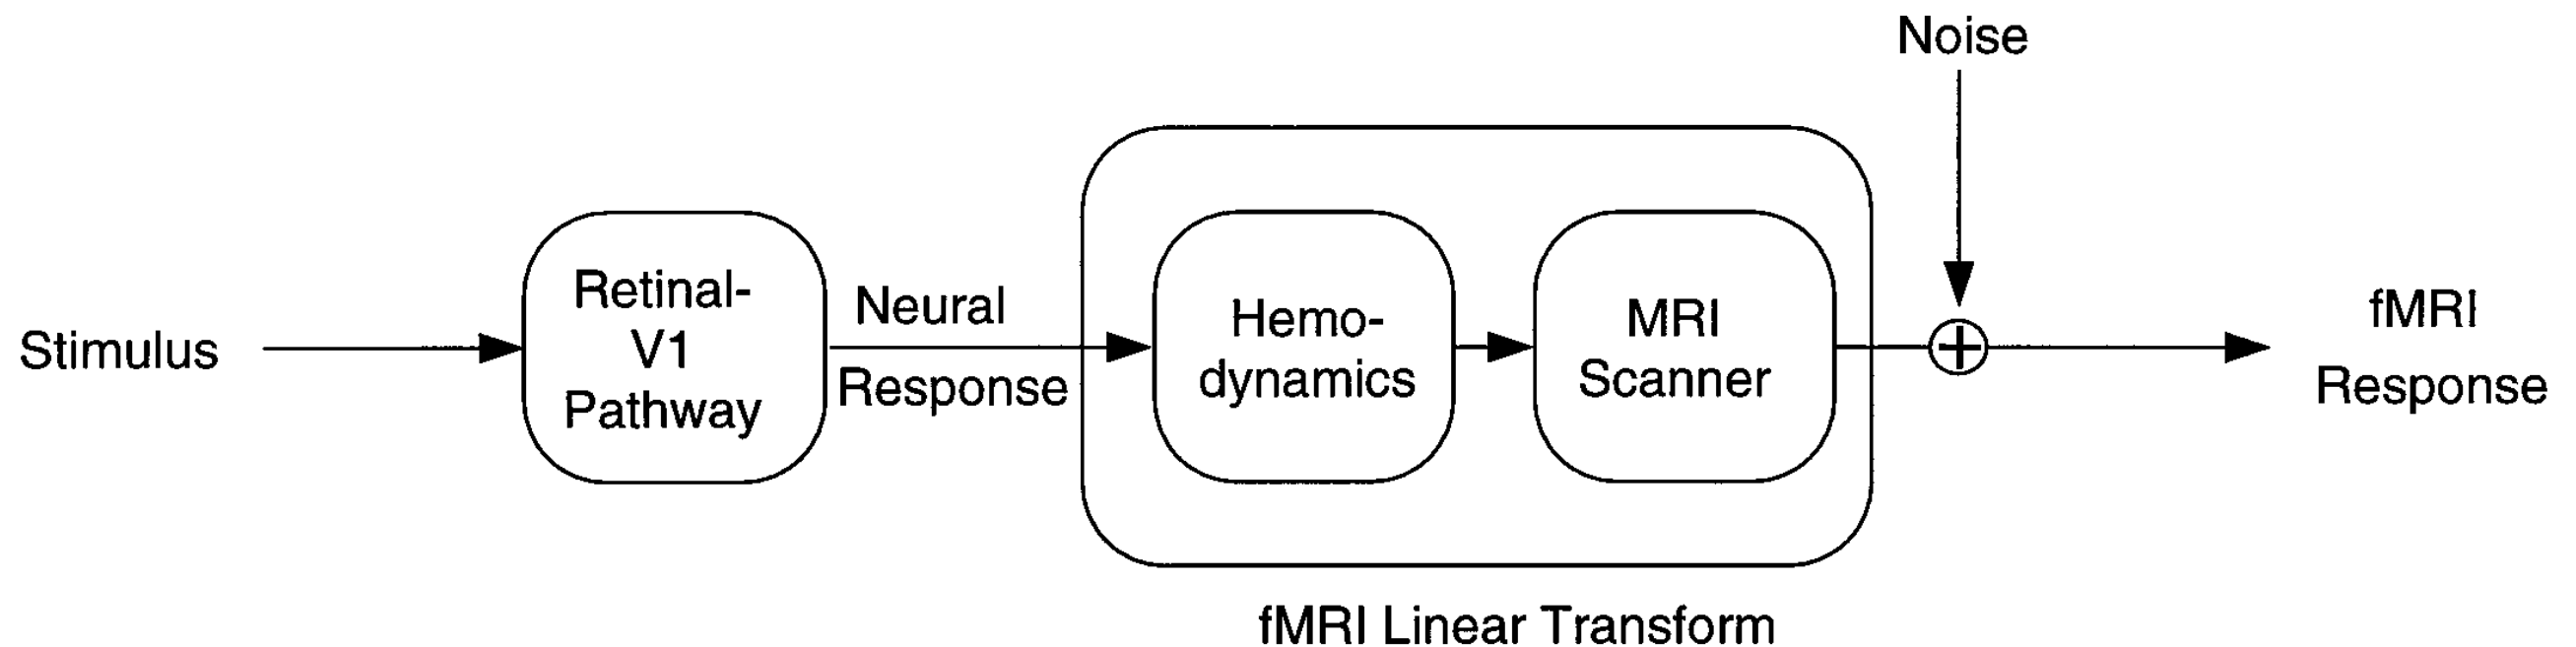 Noise
Stimulus
Retinal-
V1
Pathway
Neural
Response
Hemo-
dynamics
MRI
Scanner
fMRI
Response
fMRI Linear Transform